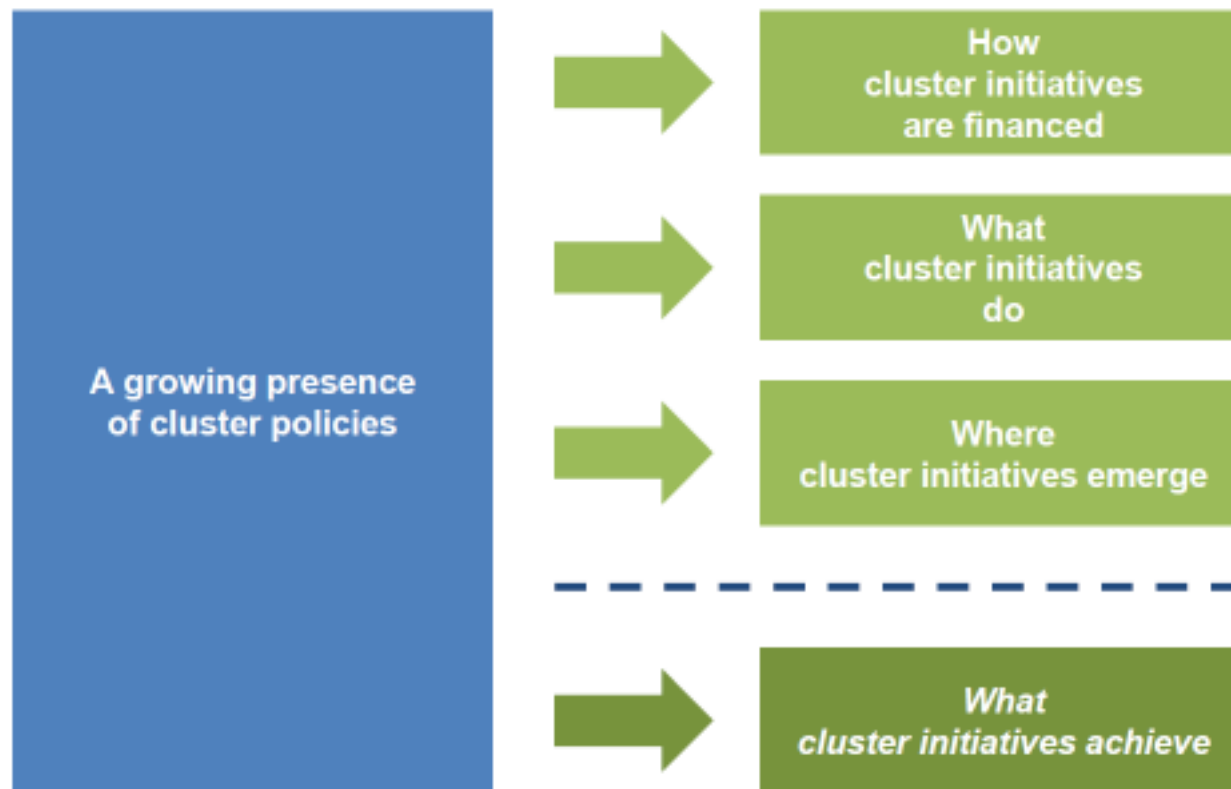 A growing presence
of cluster policies
How
cluster initiatives
are financed
What
cluster initiatives
do
Where
cluster initiatives emerge
What
cluster initiatives achieve